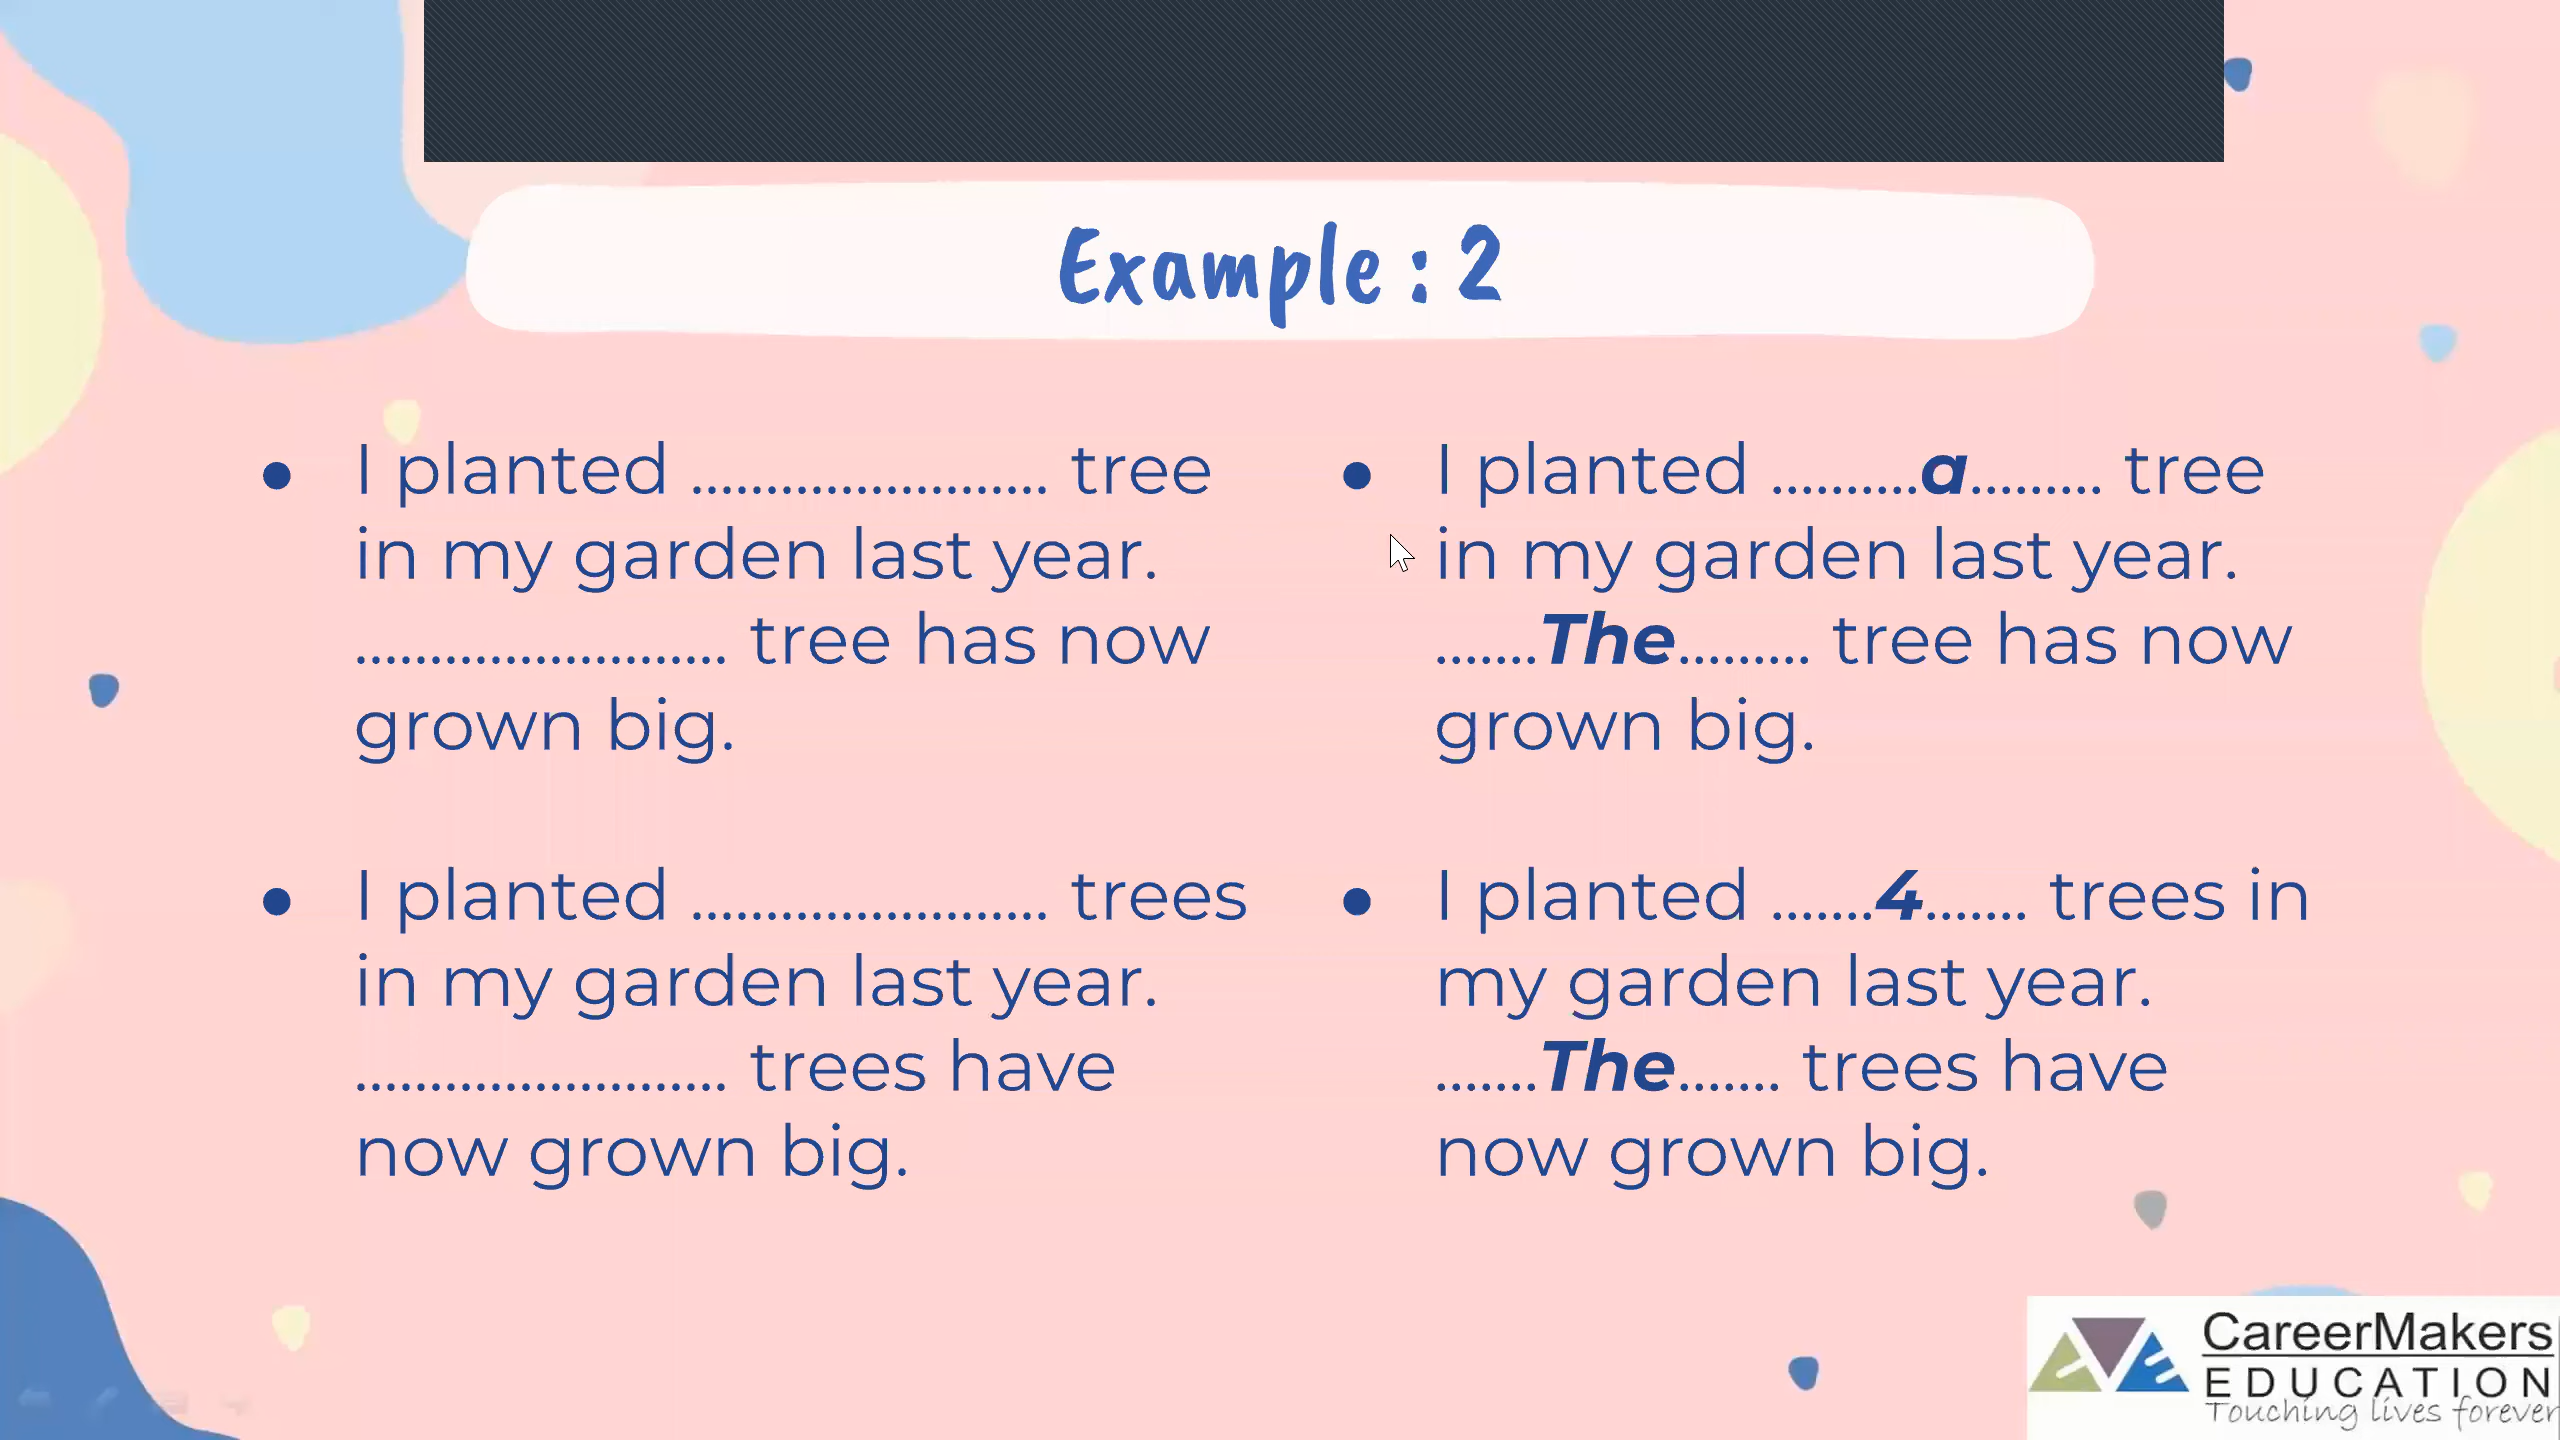 Example : 2
I planted ........................ tree
in my garden last year.
......................... tree has now
grown big.
I planted ........................ trees
in my garden last year.
......................... trees have
now grown big.
I planted ..........a......... tree
in my garden last year.
.......The......... tree has now
grown big.
I planted .......4....... trees in
my garden last year.
.......The....... trees have
now grown big.
CareerMakers
EDUCATION
Touching lives forever